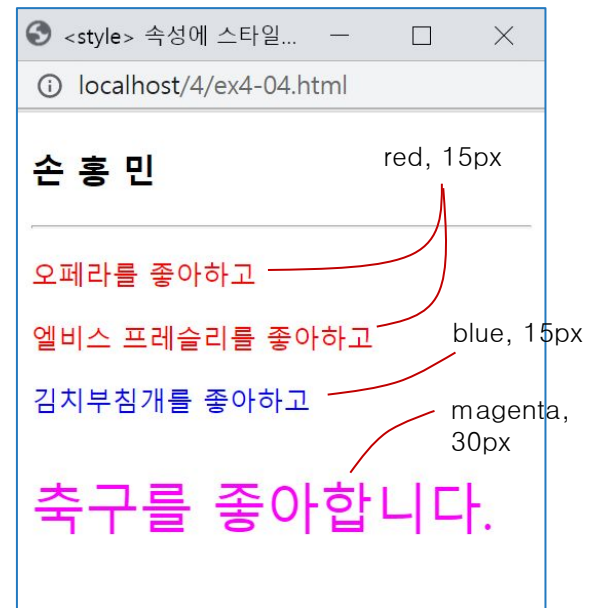 <style> 속성에 스타일...
localhost/4/ex4-04.html
손 홍 민
red, 15px
오페라를 좋아하고
엘비스 프레슬리를 좋아하고
blue, 15px
김치부침개를 좋아하고
magenta,
30px
축구를 좋아합니다.